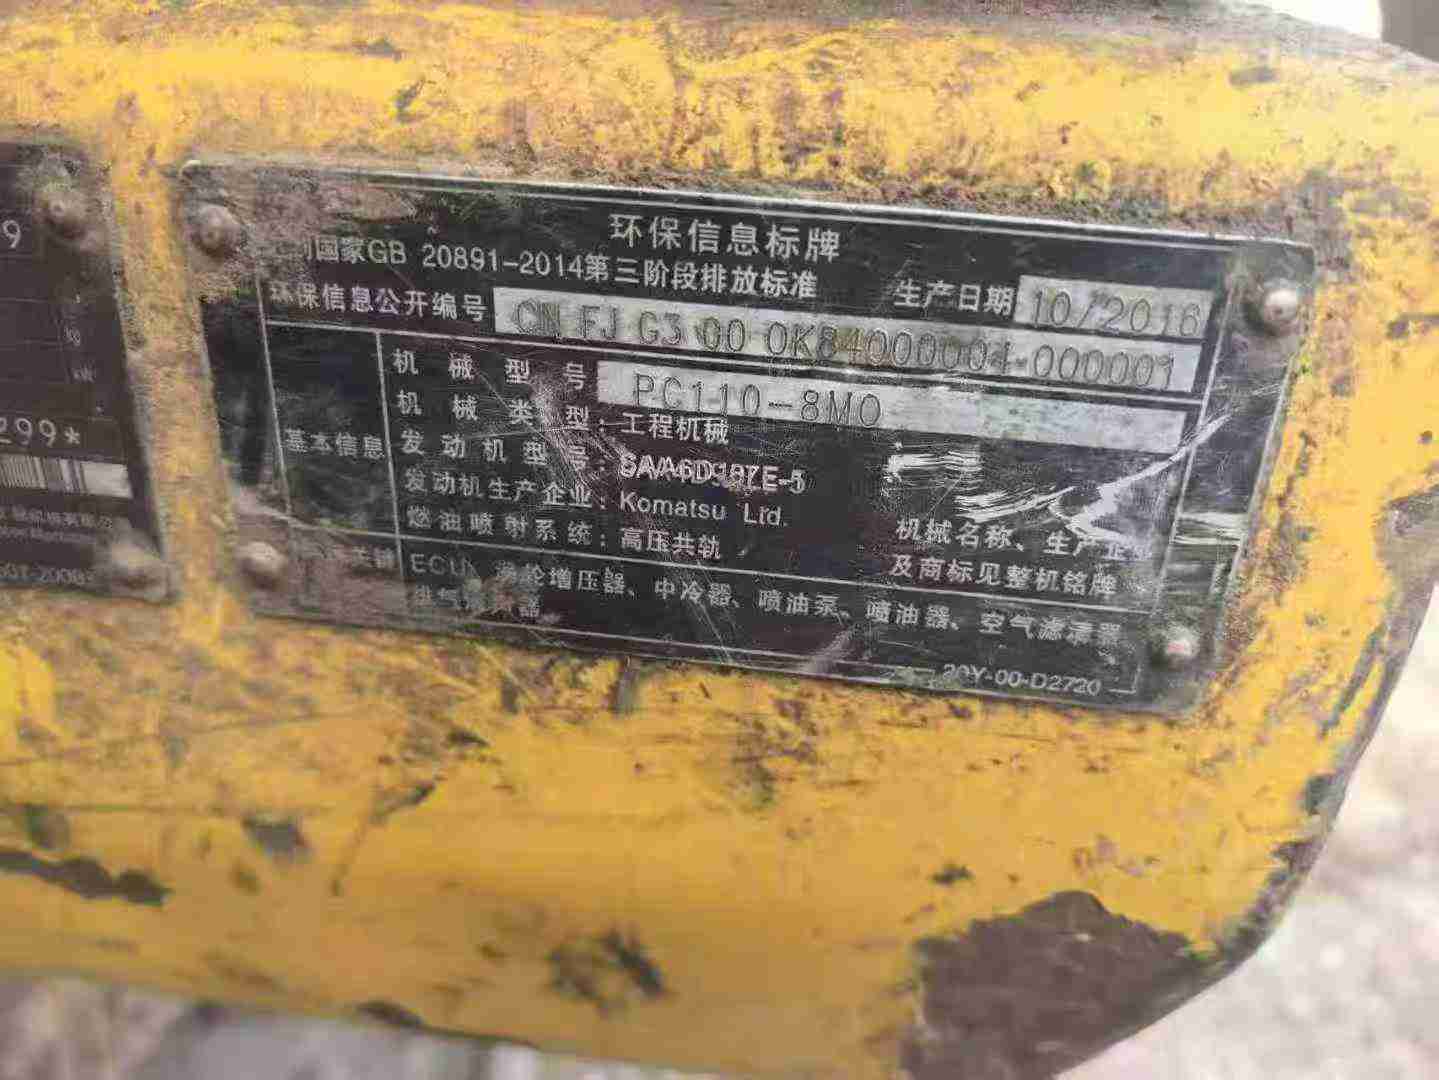 9
299*
环保信息标牌
国家GB 20891-2014第三阶段排放标准
生产日期 10/2016
环保信息公开编号 CN FJ G3 00 0K84000004-000001
基本信息
机械型号 PC110-8M0
机械类型：工程机械
发动机型号：
发动机生产企业：Komatsu Ltd.
燃油喷射系统：高压共轨
机械名称、生产企
及商标见整机铭牌
ECU、涡轮增压器、中冷器、喷油泵、喷油器、空气滤清器
20Y-00-D2720